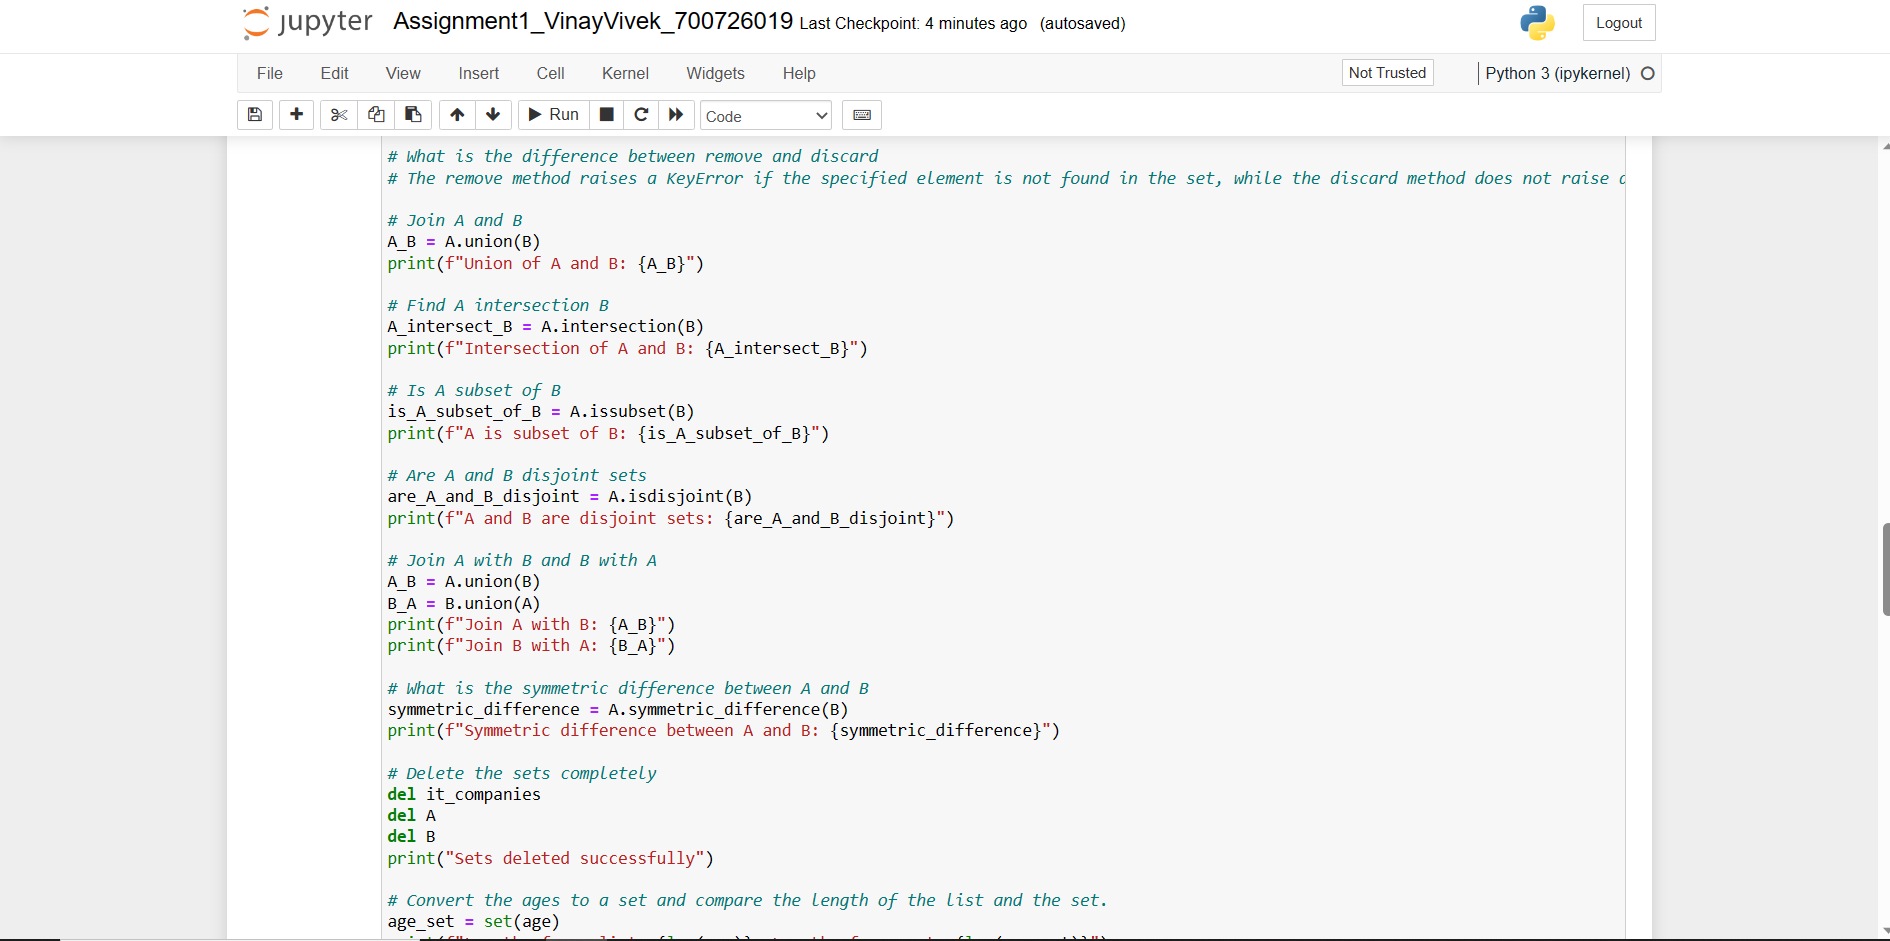 jupyter Assignment1_VinayVivek_700726019 Last Checkpoint: 4 minutes ago (autosaved) Logout
File Edit View Insert Cell Kernel Widgets Help Not Trusted Python 3 (ipykernel)
Run Code
# What is the difference between remove and discard
# The remove method raises a KeyError if the specified element is not found in the set, while the discard method does not raise
# Join A and B
A_B = A.union(B)
print(f"Union of A and B: {A_B}")
# Find A intersection B
A_intersect_B = A.intersection(B)
print(f"Intersection of A and B: {A_intersect_B}")
# Is A subset of B
is_A_subset_of_B = A.issubset(B)
print(f"A is subset of B: {is_A_subset_of_B}")
# Are A and B disjoint sets
are_A_and_B_disjoint = A.isdisjoint(B)
print(f"A and B are disjoint sets: {are_A_and_B_disjoint}")
# Join A with B and B with A
A_B = A.union(B)
B_A = B.union(A)
print(f"Join A with B: {A_B}")
print(f"Join B with A: {B_A}")
# What is the symmetric difference between A and B
symmetric_difference = A.symmetric_difference(B)
print(f"Symmetric difference between A and B: {symmetric_difference}")
# Delete the sets completely
del it_companies
del A
del B
print("Sets deleted successfully")
# Convert the ages to a set and compare the length of the list and the set.
age_set = set(age)